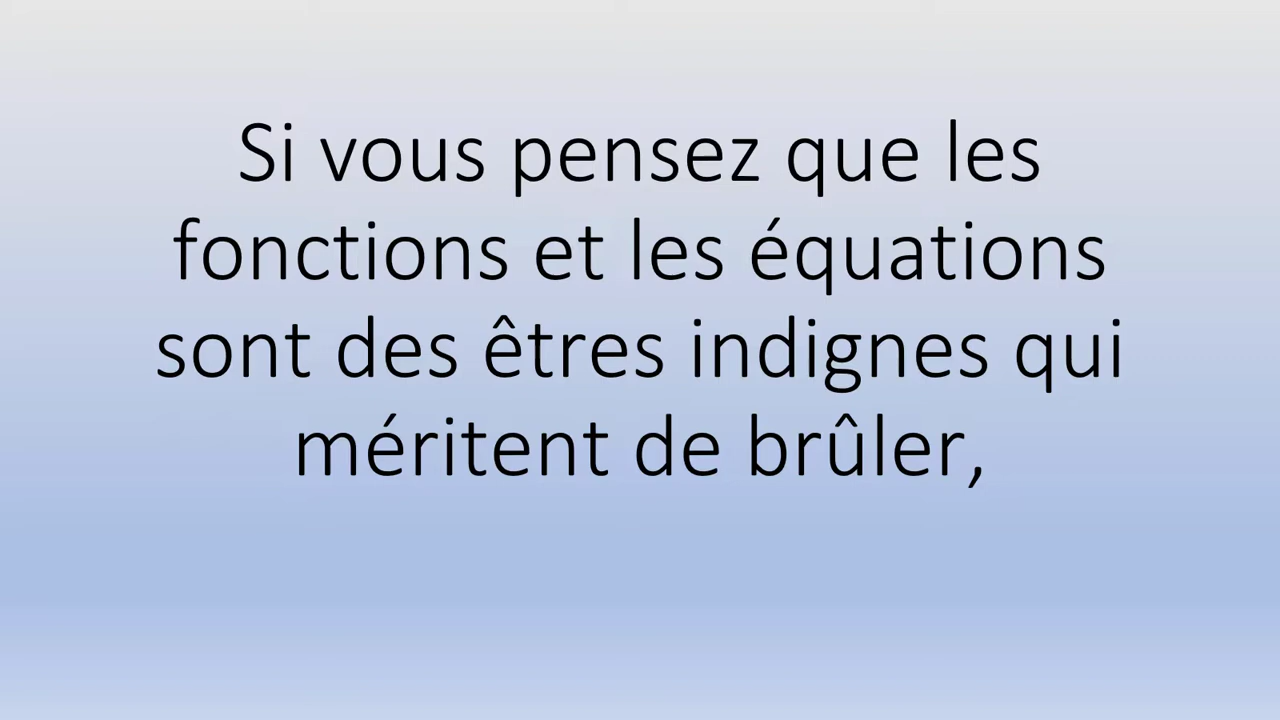 Si vous pensez que les
fonctions et les équations
sont des êtres indignes qui
méritent de brûler,